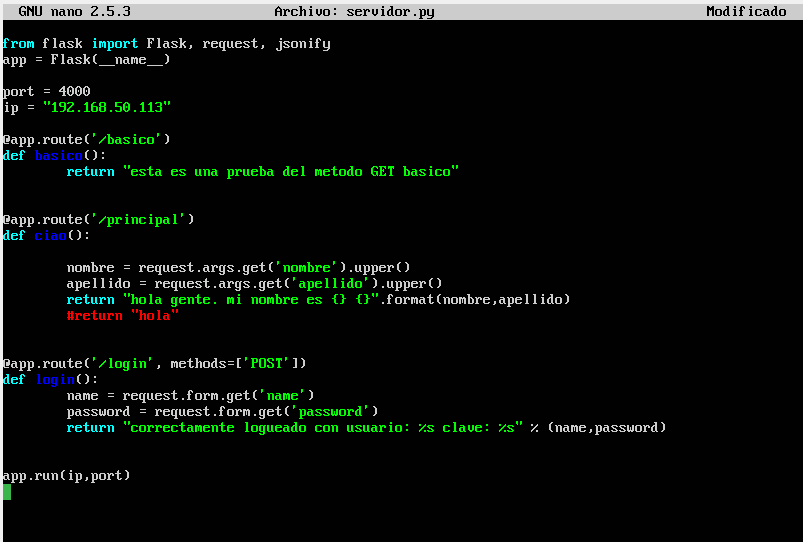 GNU nano 2.5.3 Archivo: servidor.py Modificado
from flask import Flask, request, jsonify
app = Flask(__name__)
port = 4000
ip = "192.168.50.113"
@app.route('/basico')
def basico():
        return "esta es una prueba del metodo GET basico"
@app.route('/principal')
def ciao():
        nombre = request.args.get('nombre').upper()
        apellido = request.args.get('apellido').upper()
        return "hola gente. mi nombre es {} {}".format(nombre,apellido)
        #return "hola"
@app.route('/login', methods=['POST'])
def login():
        name = request.form.get('name')
        password = request.form.get('password')
        return "correctamente logueado con usuario: %s clave: %s" % (name,password)
app.run(ip,port)